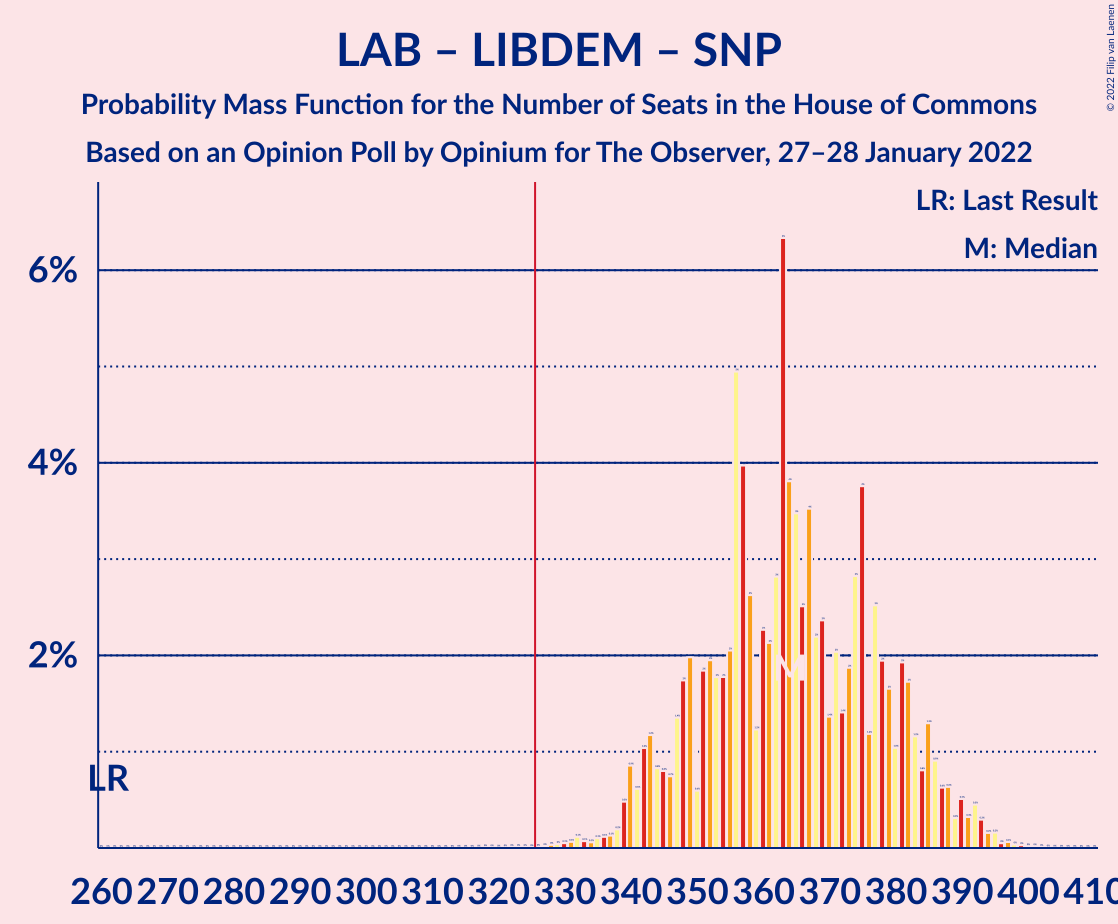 LAB – LIBDEM – SNP
Probability Mass Function for the Number of Seats in the House of Commons
Based on an Opinion Poll by Opinium for The Observer, 27–28 January 2022
© 2022 Filip van Laenen
LR: Last Result
M: Median
6%
4%
2%
LR
M
260 270 280 290 300 310 320 330 340 350 360 370 380 390 400 410